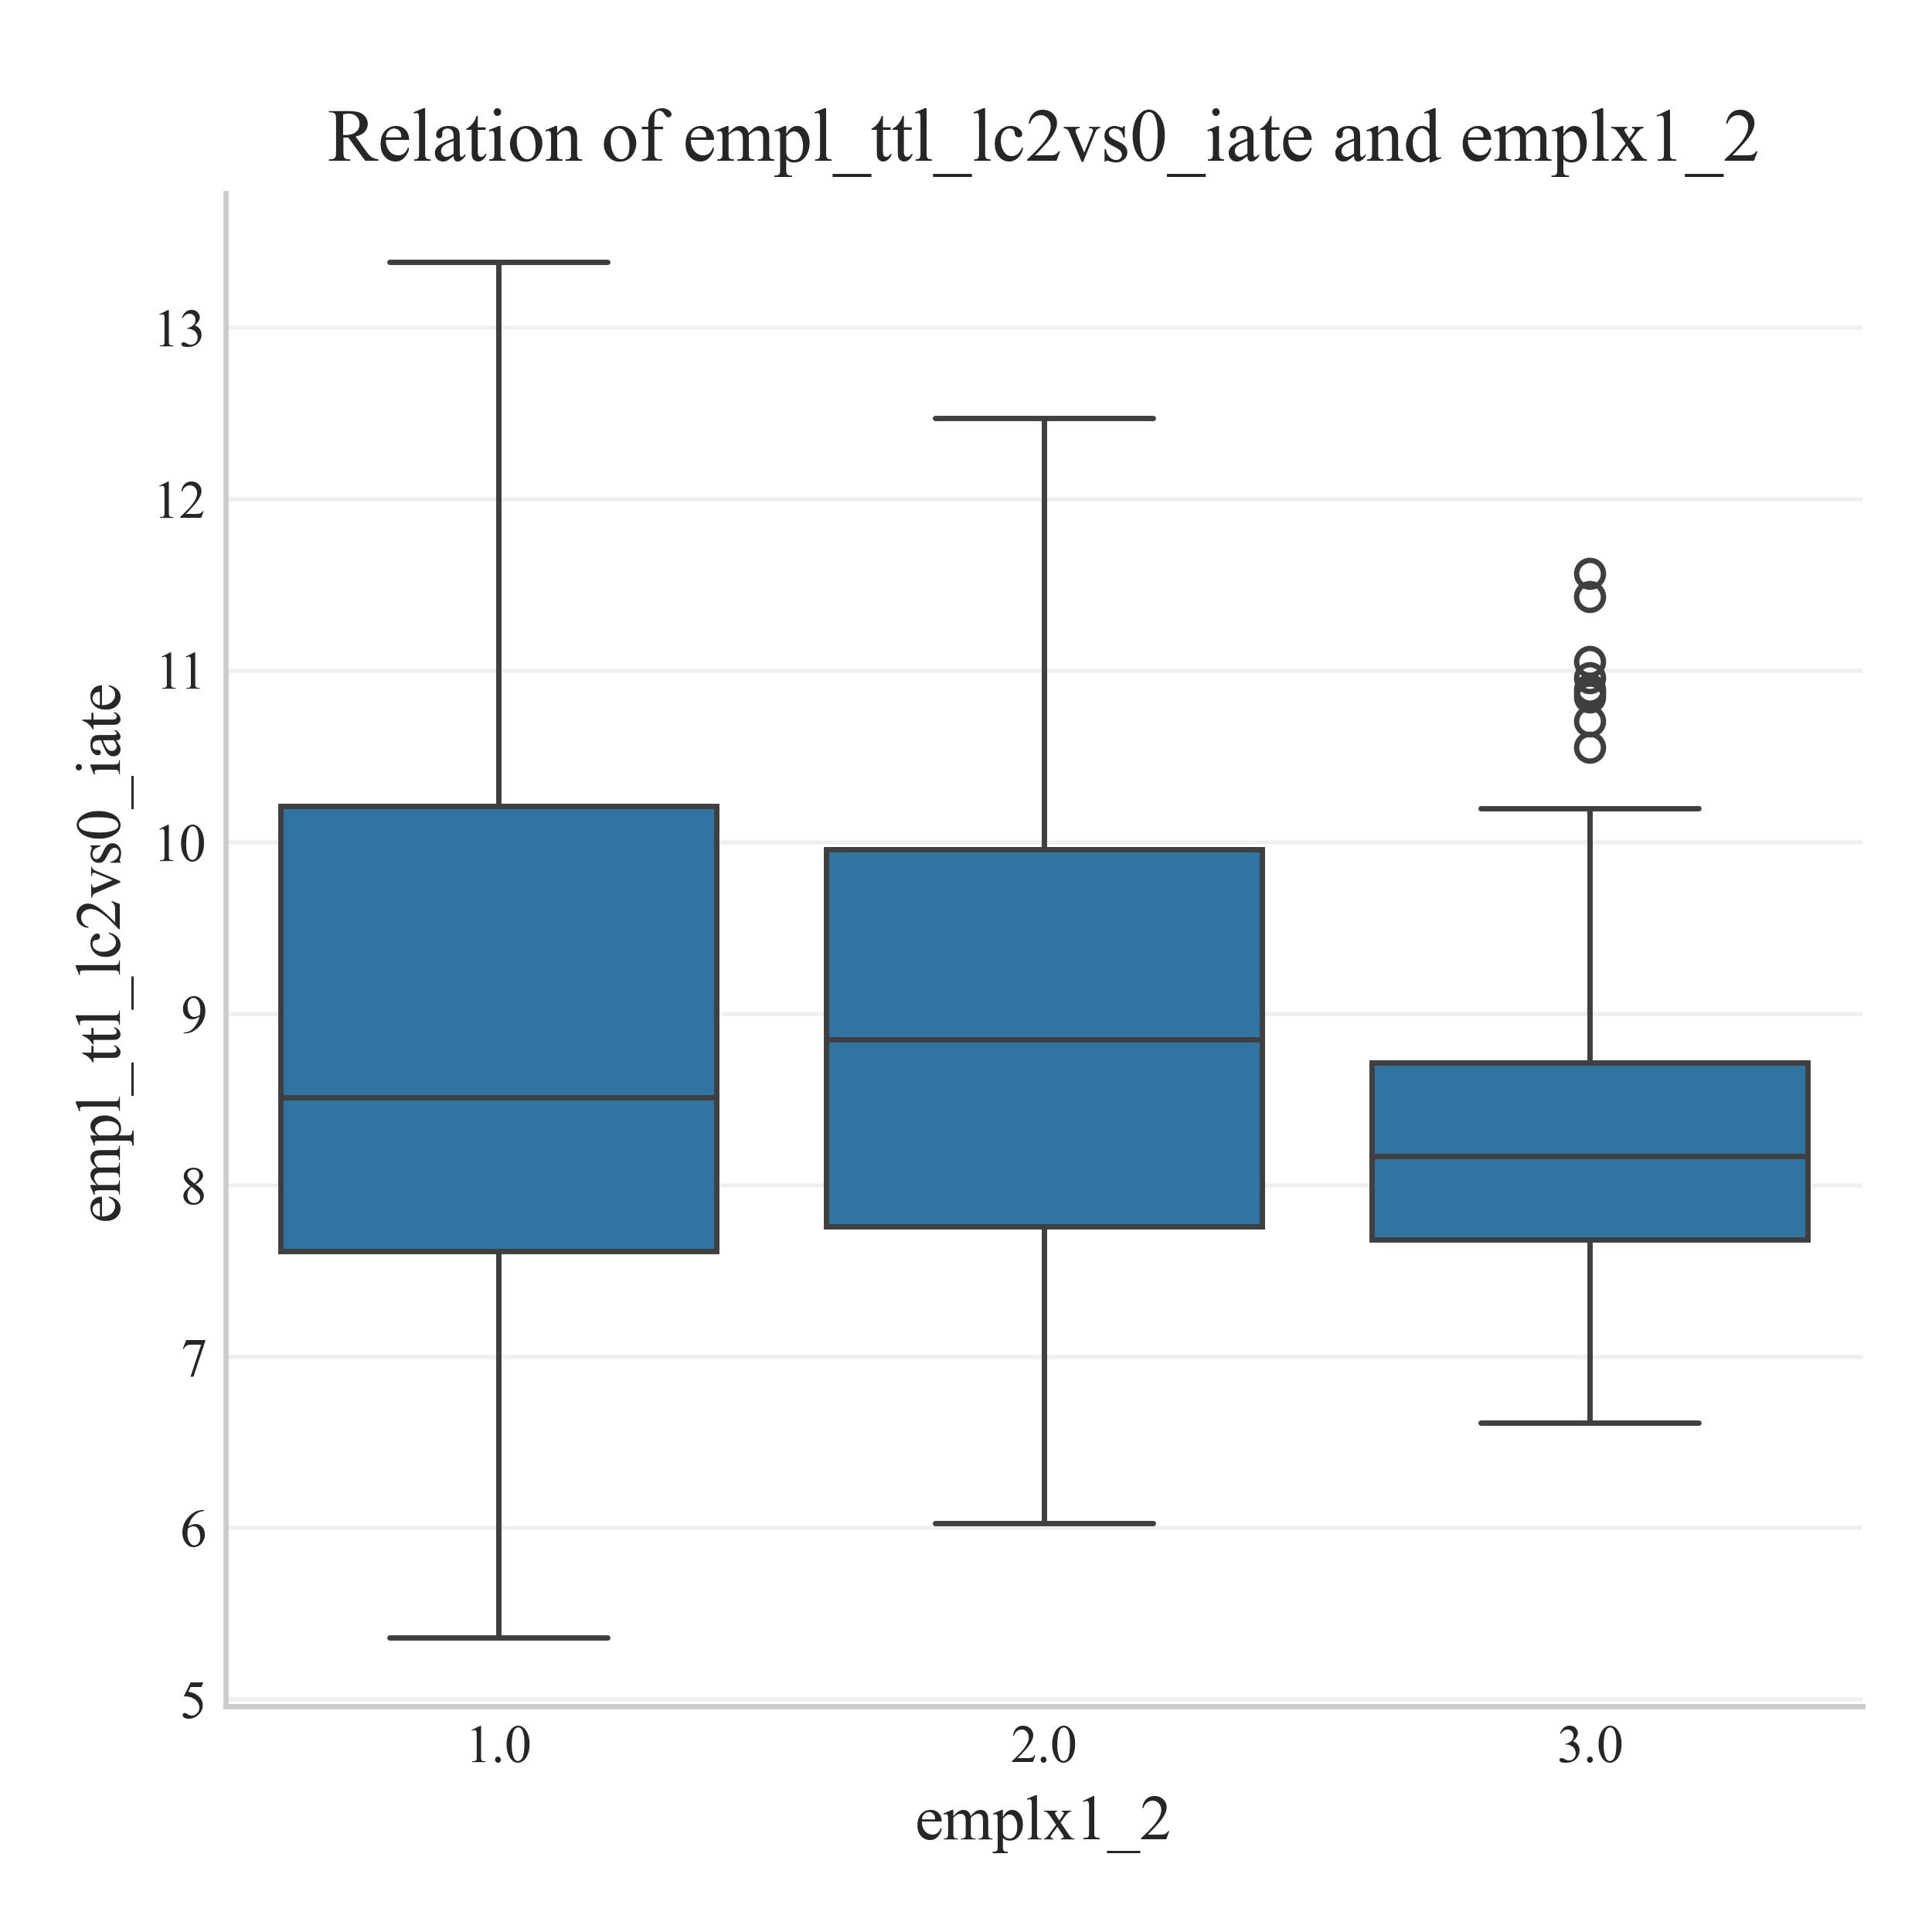 Relation of empl_ttl_lc2vs0_iate and emplx1_2
empl_ttl_lc2vs0_iate
13
12
11
10
9
8
7
6
5
1.0 2.0 3.0
emplx1_2